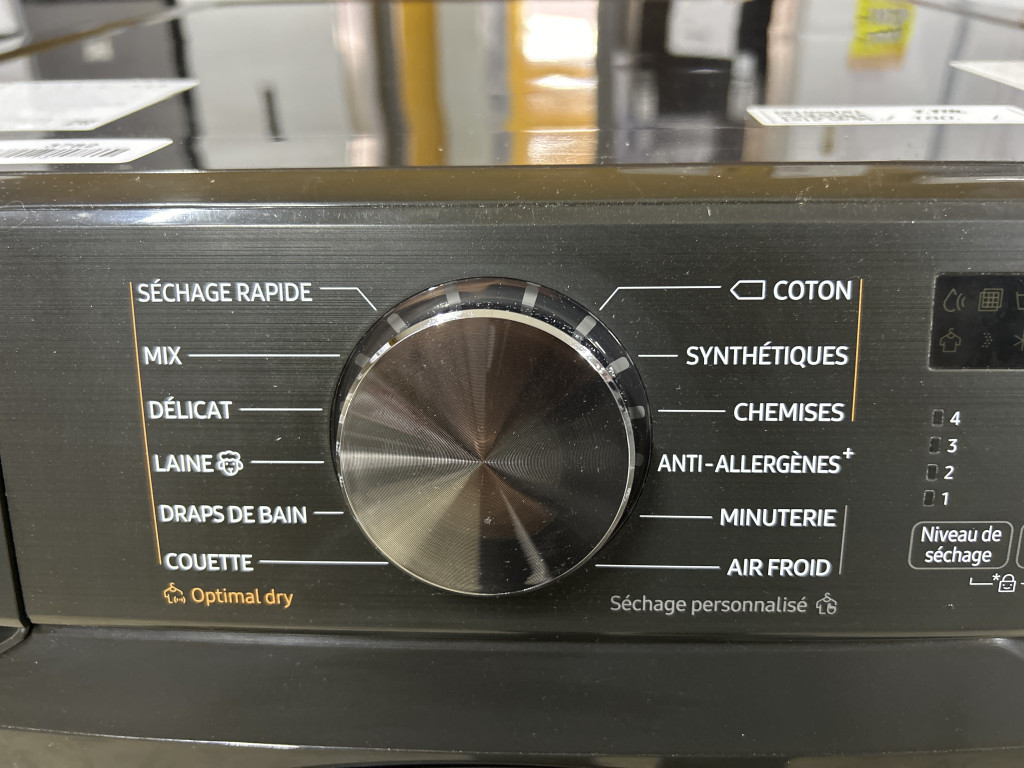 SÉCHAGE RAPIDE
MIX
DÉLICAT
LAINE
DRAPS DE BAIN
COUETTE
Optimal dry
COTON
SYNTHÉTIQUES
CHEMISES
ANTI-ALLERGÈNES+
MINUTERIE
AIR FROID
Séchage personnalisé
4
3
2
1
Niveau de
séchage
*